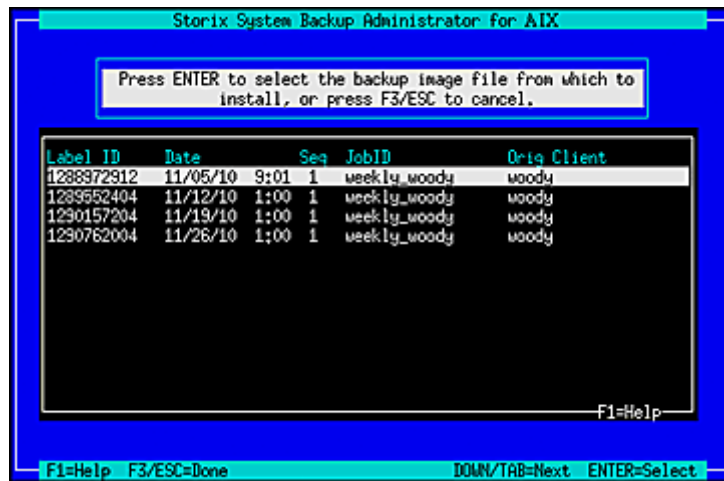 Storix System Backup Administrator for AIX
Press ENTER to select the backup image file from which to
install, or press F3/ESC to cancel.
Label ID Date Seq JobID Orig Client
1288972912 11/05/10 9:01 1 weekly_woody woody
1289552404 11/12/10 1:00 1 weekly_woody woody
1290157204 11/19/10 1:00 1 weekly_woody woody
1290762004 11/26/10 1:00 1 weekly_woody woody
F1=Help
F1=Help F3/ESC=Done DOWN/TAB=Next ENTER=Select